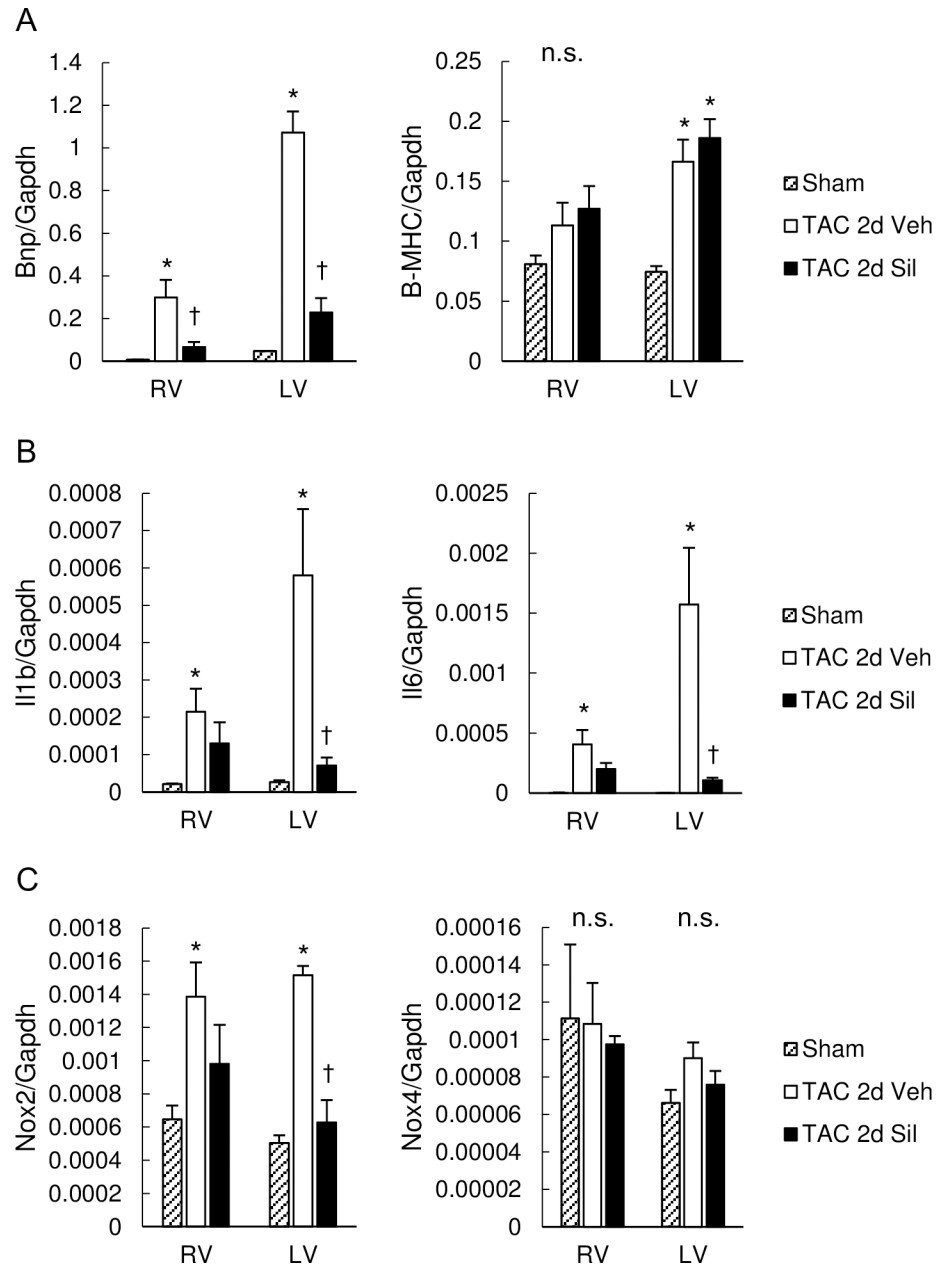 A
1.4
1.2
1
0.8
0.6
0.4
0.2
0
Bnp/Gapdh
*
†
*
†
RV LV
0.25
0.2
0.15
0.1
0.05
0
B-MHC/Gapdh
n.s.
* *
RV LV
Sham
TAC 2d Veh
TAC 2d Sil
B
0.0008
0.0007
0.0006
0.0005
0.0004
0.0003
0.0002
0.0001
0
Il1b/Gapdh
*
*
†
RV LV
0.0025
0.002
0.0015
0.001
0.0005
0
Il6/Gapdh
*
*
†
RV LV
Sham
TAC 2d Veh
TAC 2d Sil
C
0.0018
0.0016
0.0014
0.0012
0.001
0.0008
0.0006
0.0004
0.0002
0
Nox2/Gapdh
*
*
†
RV LV
0.00016
0.00014
0.00012
0.0001
0.00008
0.00006
0.00004
0.00002
0
Nox4/Gapdh
n.s. n.s.
RV LV
Sham
TAC 2d Veh
TAC 2d Sil